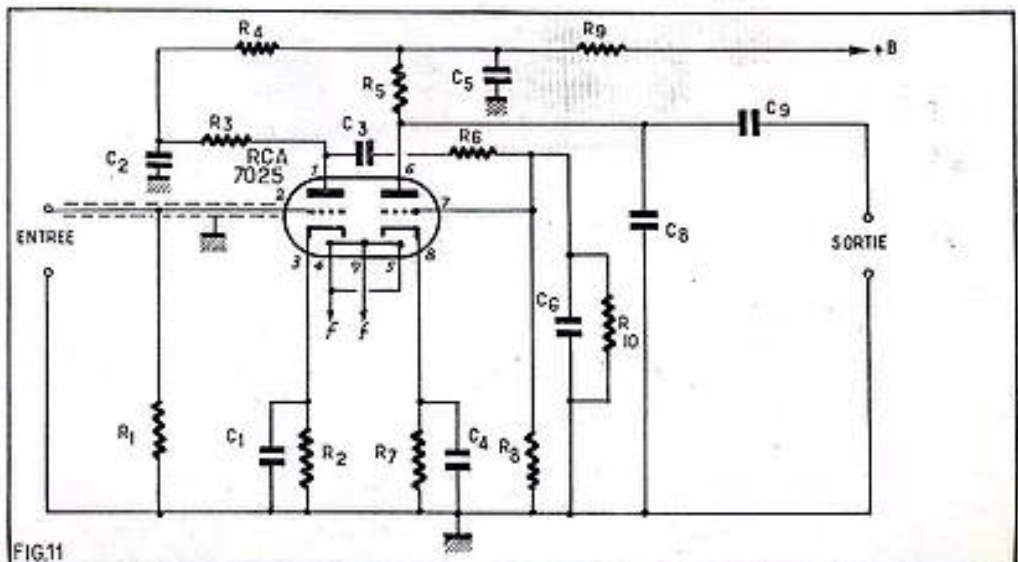 R4
R9
+B
R5
C5
C9
R3
C3
R6
C2
RCA
7025
1
6
2
7
ENTREE
C8
SORTIE
3
4
9
5
8
C6
R
10
F
F
R1
C1
R2
R7
C4
R8
FIG.11